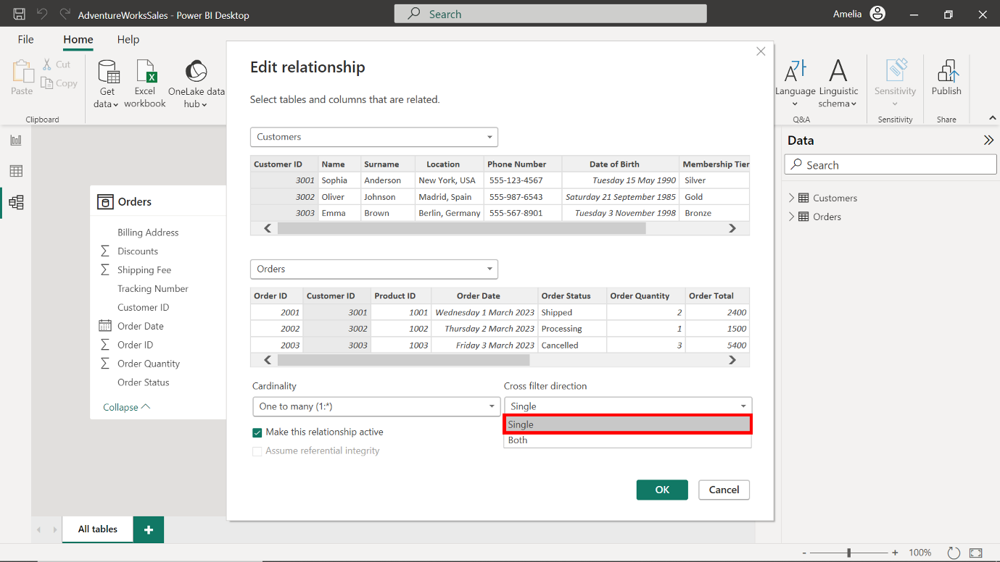 AdventureWorksSales - Power BI Desktop
Search
Amelia
File
Home
Help
Paste
Cut
Copy
Clipboard
Get
data
Excel
workbook
OneLake data
hub
Language
Linguistic
schema
Q&A
Sensitivity
Sensitivity
Publish
Share
Edit relationship
Select tables and columns that are related.
Customers
Customer ID Name Surname Location Phone Number Date of Birth Membership Tier
3001 Sophia Anderson New York, USA 555-123-4567 Tuesday 15 May 1990 Silver
3002 Oliver Johnson Madrid, Spain 555-987-6543 Saturday 21 September 1985 Gold
3003 Emma Brown Berlin, Germany 555-567-8901 Tuesday 3 November 1998 Bronze
Orders
Order ID Customer ID Product ID Order Date Order Status Order Quantity Order Total
2001 3001 1001 Wednesday 1 March 2023 Shipped 2 2400
2002 3002 1002 Thursday 2 March 2023 Processing 1 1500
2003 3003 1003 Friday 3 March 2023 Cancelled 3 5400
Cardinality
One to many (1:*)
Make this relationship active
Assume referential integrity
Cross filter direction
Single
Single
Both
OK
Cancel
Orders
Billing Address
Discounts
Shipping Fee
Tracking Number
Customer ID
Order Date
Order ID
Order Quantity
Order Status
Collapse
Data
Search
Customers
Orders
All tables
+
- + 100%